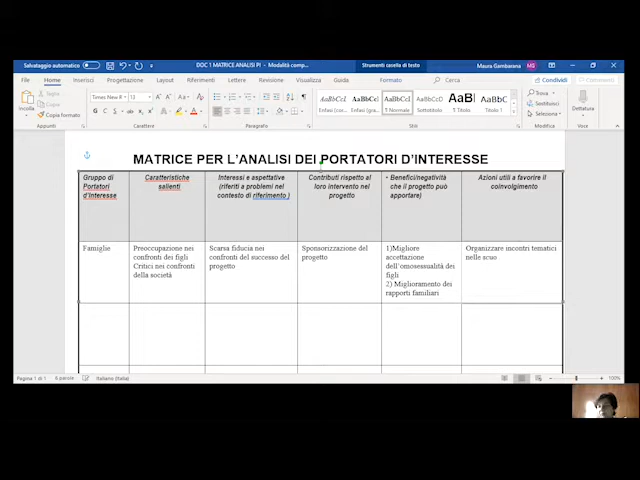 Salvataggio automatico
DOC 1 MATRICE ANALISI PI - Modalità comp...
Strumenti casella di testo
Maura Gambarana
MG
File Home Inserisci Progettazione Layout Riferimenti Lettere Revisione Visualizza Guida Formato Cerca Condividi Commenti
Incolla
Taglia
Copia
Copia formato
Times New R 13
AaBbCcI AaBbCc AaBbCcI AaBbCcD AaBl AaBbC
Enfasi (gra... Enfasi (cor... ¶ Normale ¶ Sottotitolo ¶ Titolo Titolo 1
Trova
Sostituisci
Seleziona
Dettatura
Appunti Carattere Paragrafo Stili Modifica Voce
MATRICE PER L'ANALISI DEI PORTATORI D'INTERESSE
Gruppo di
Portatori
d'Interesse
Caratteristiche
salienti
Interessi e aspettative
(riferiti a problemi nel
contesto di riferimento )
Contributi rispetto al
loro intervento nel
progetto
- Benefici/negatività
che il progetto può
apportare)
Azioni utili a favorire il
coinvolgimento
Famiglie
Preoccupazione nei
confronti dei figli
Critici nei confronti
della società
Scarsa fiducia nei
confronti del successo del
progetto
Sponsorizzazione del
progetto
1)Migliore
accettazione
dell'omosessualità dei
figli
2) Miglioramento dei
rapporti familiari
Organizzare incontri tematici
nelle scuo
Pagina 1 di 1 6 parole Italiano (Italia) 100%